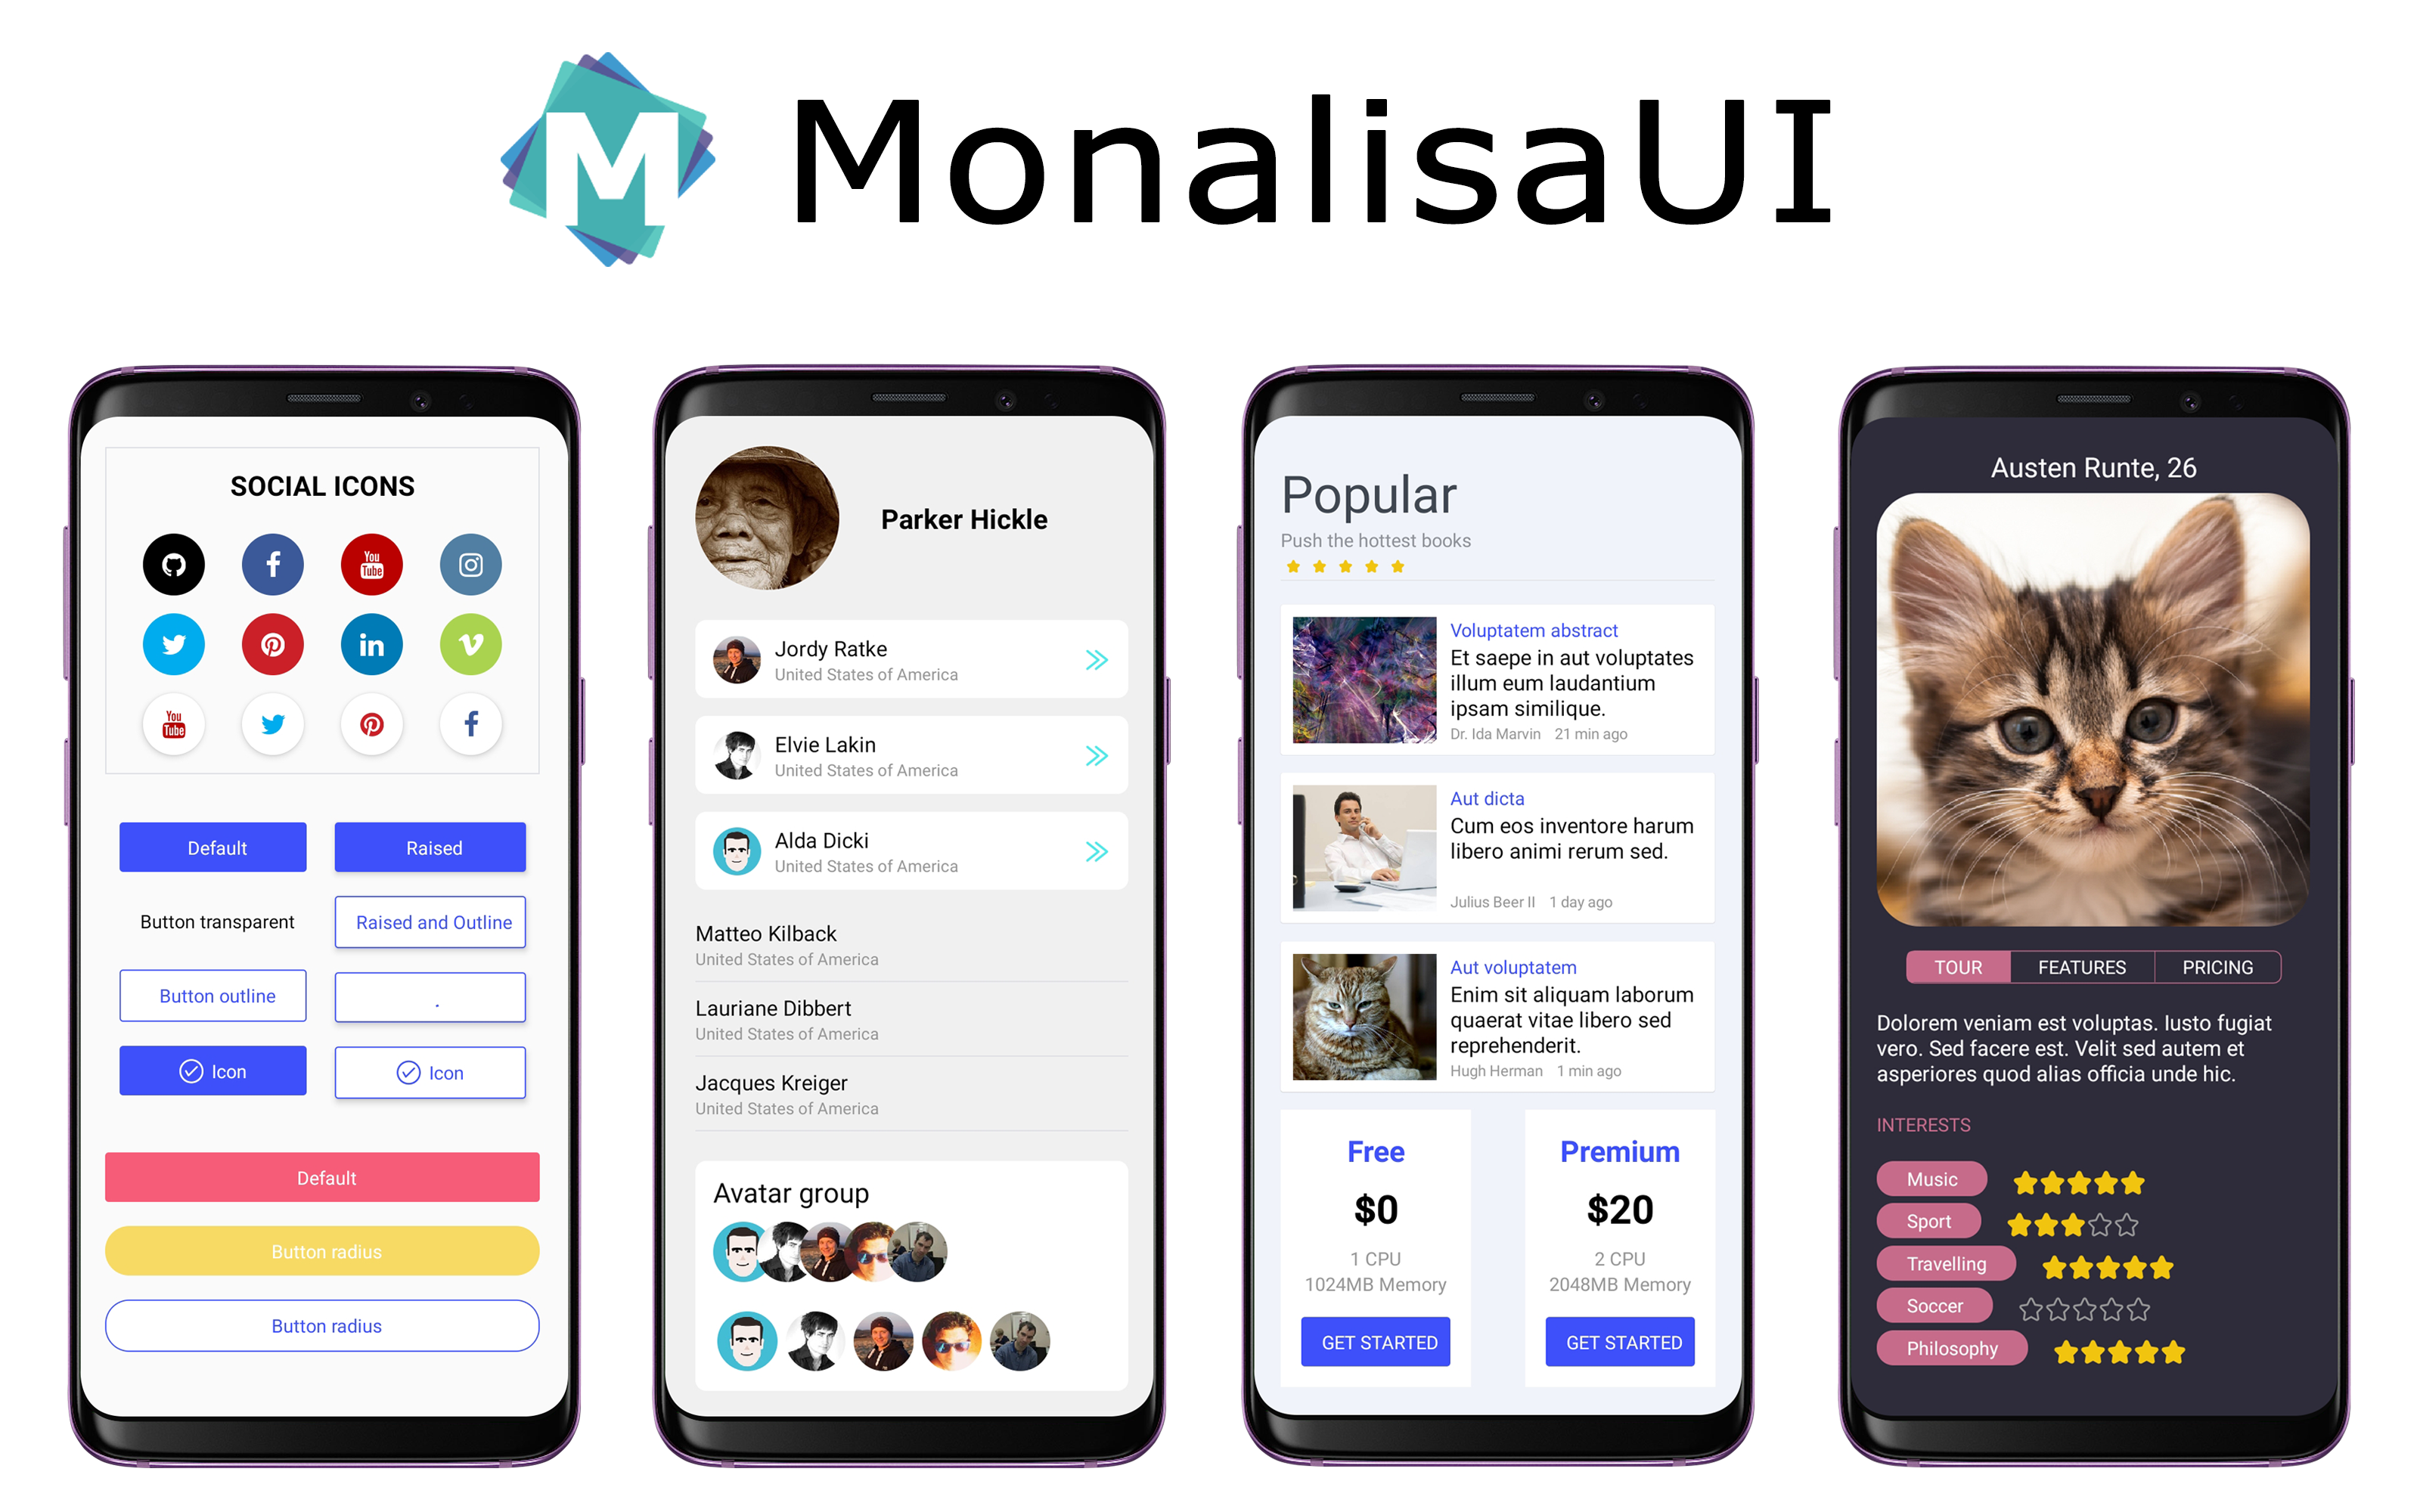 M MonalisaUI
SOCIAL ICONS
You
Tube
in
You
Tube
Default
Raised
Button transparent
Raised and Outline
Button outline
.
Icon
Icon
Default
Button radius
Button radius
Parker Hickle
Jordy Ratke
United States of America
Elvie Lakin
United States of America
Alda Dicki
United States of America
Matteo Kilback
United States of America
Lauriane Dibbert
United States of America
Jacques Kreiger
United States of America
Avatar group
Popular
Push the hottest books
Voluptatem abstract
Et saepe in aut voluptates
illum eum laudantium
ipsam similique.
Dr. Ida Marvin 21 min ago
Aut dicta
Cum eos inventore harum
libero animi rerum sed.
Julius Beer II 1 day ago
Aut voluptatem
Enim sit aliquam laborum
quaerat vitae libero sed
reprehenderit.
Hugh Herman 1 min ago
Free
$0
1 CPU
1024MB Memory
GET STARTED
Premium
$20
2 CPU
2048MB Memory
GET STARTED
Austen Runte, 26
TOUR FEATURES PRICING
Dolorem veniam est voluptas. Iusto fugiat
vero. Sed facere est. Velit sed autem et
asperiores quod alias officia unde hic.
INTERESTS
Music
Sport
Travelling
Soccer
Philosophy